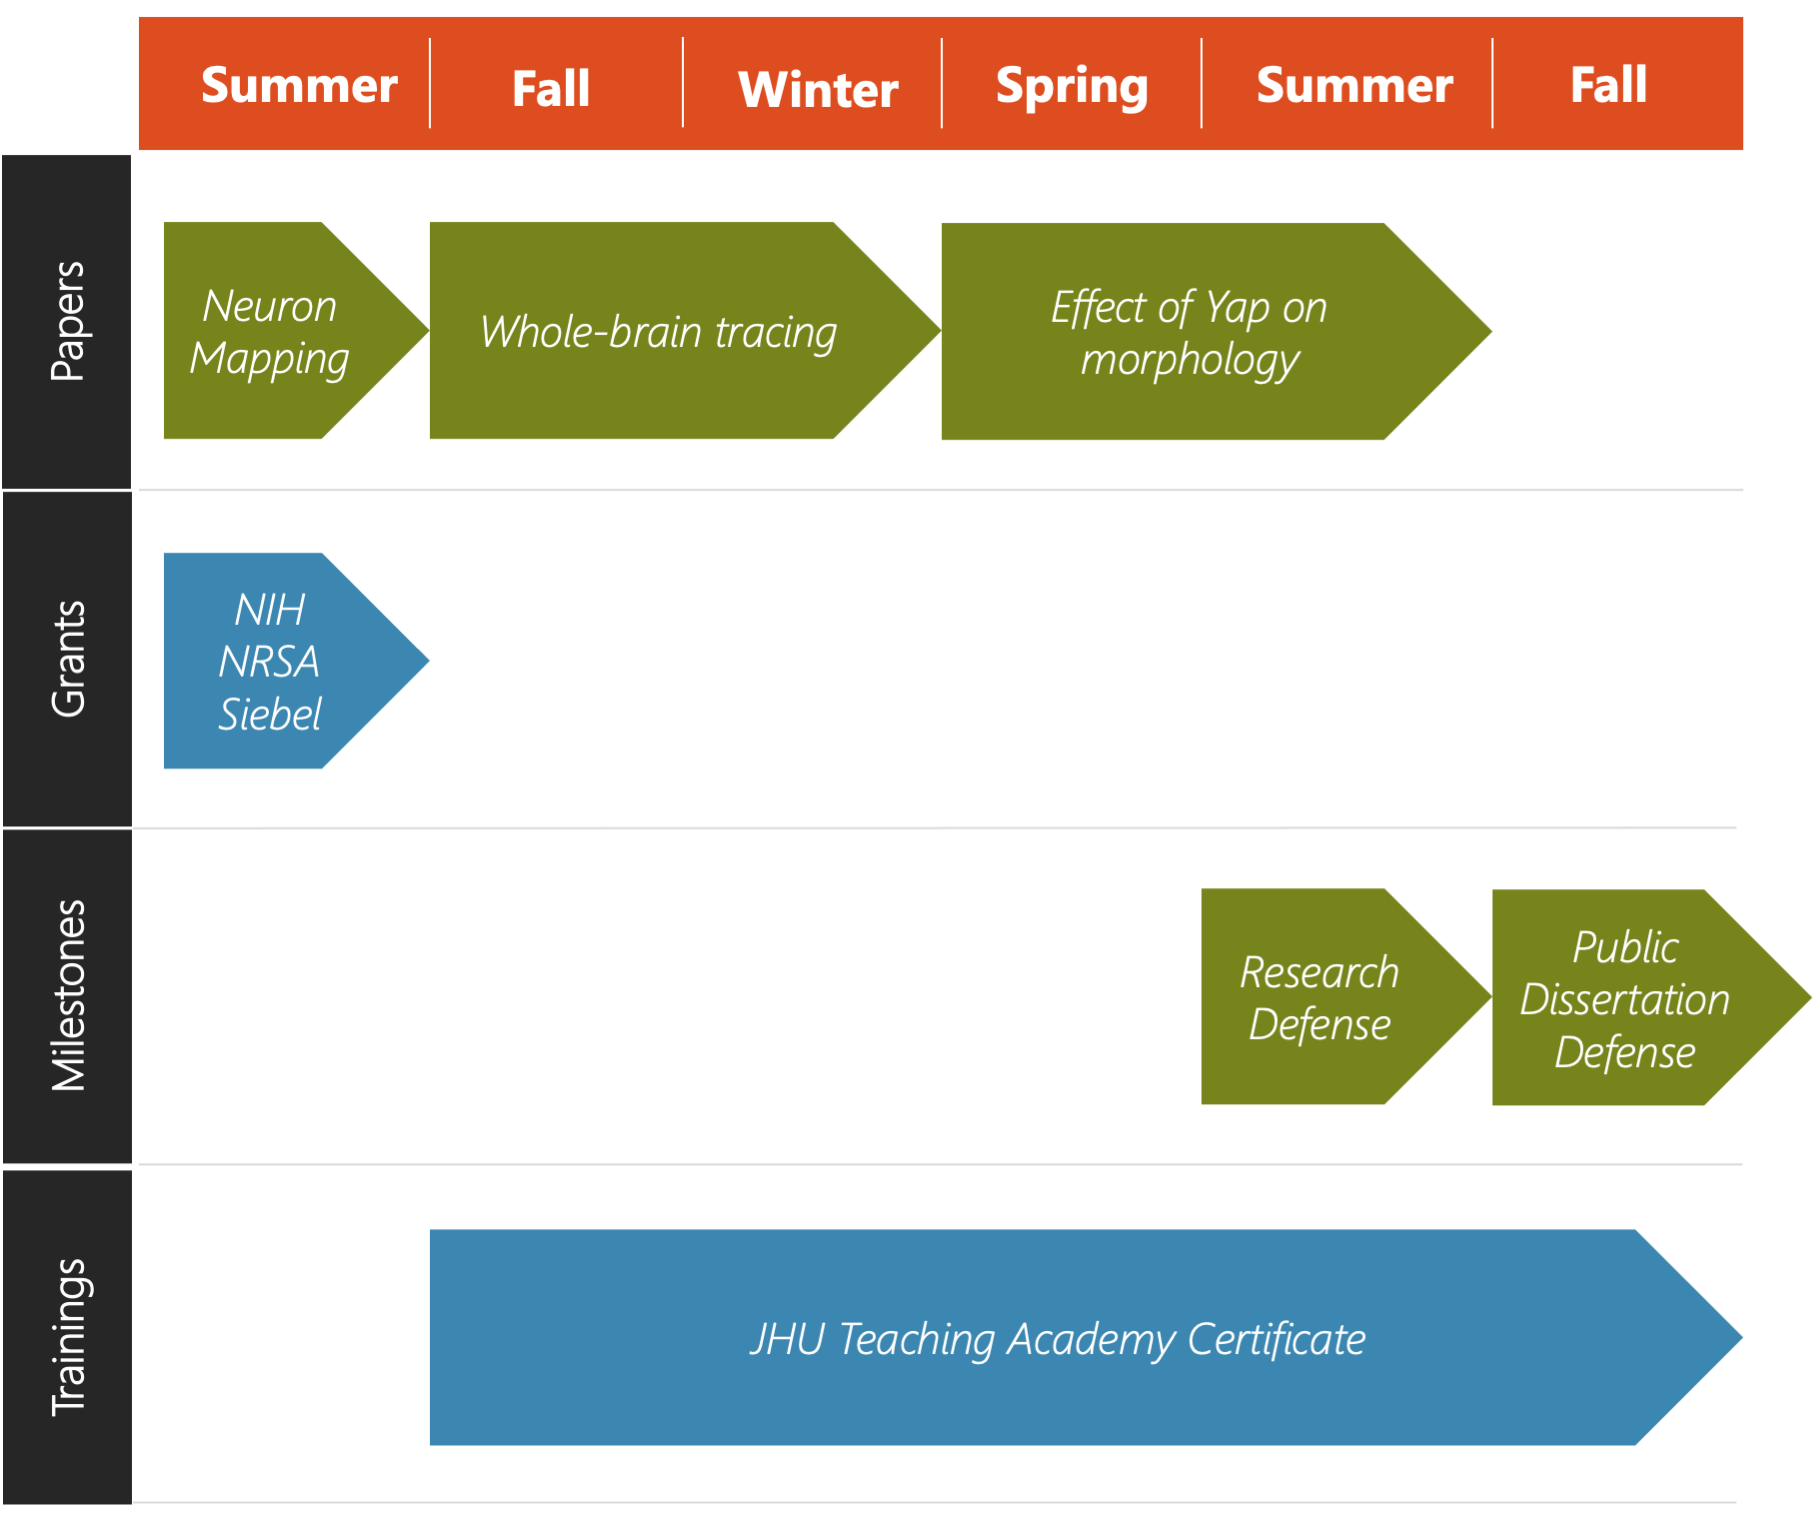 Summer
Fall
Winter
Spring
Summer
Fall
Papers
Neuron
Mapping
Whole-brain tracing
Effect of Yap on
morphology
Grants
NIH
NRSA
Siebel
Milestones
Research
Defense
Public
Dissertation
Defense
Trainings
JHU Teaching Academy Certificate